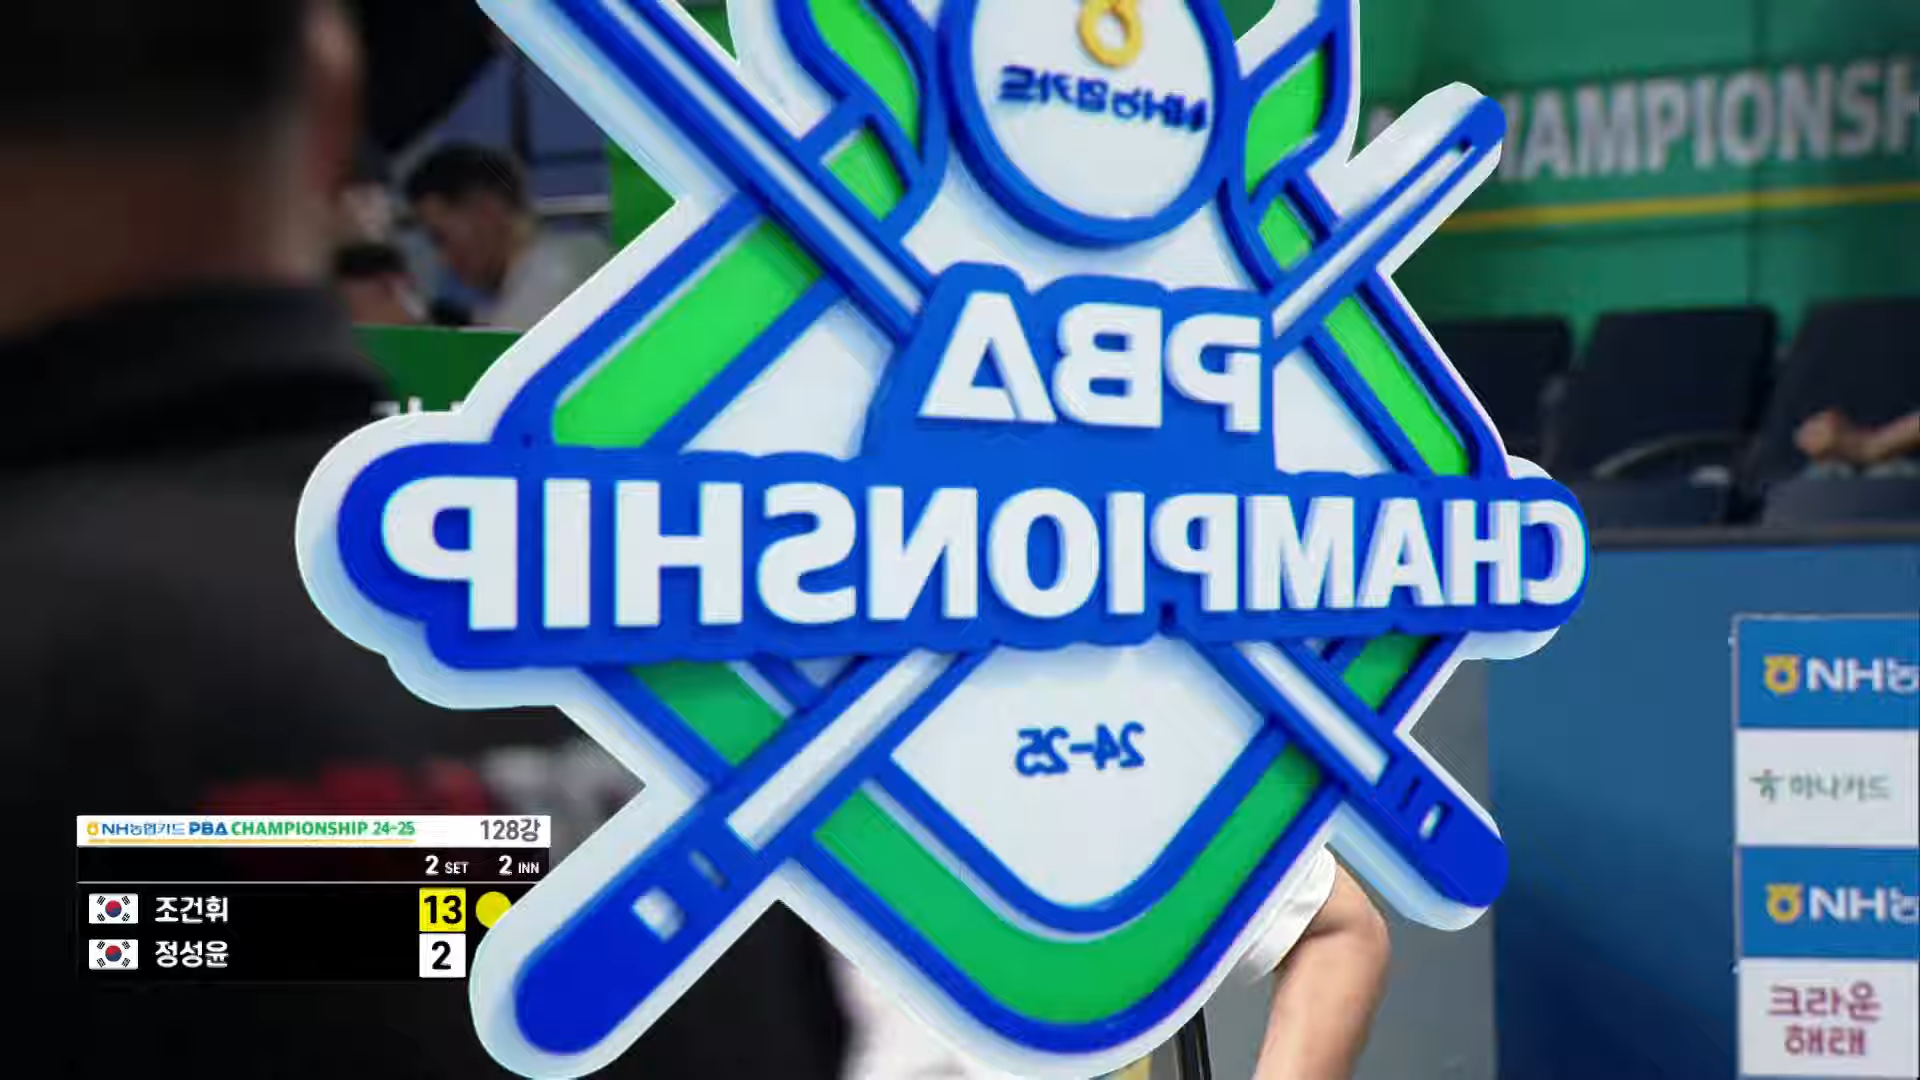 NH농협카드
CHAMPIONSH
PBA
CHAMPIONSHIP
24-25
NH농협카드 PBA CHAMPIONSHIP 24-25 128강
2 SET 2 INN
조건휘 13
정성윤 2
NH농
하나카드
NH농
크라운
해태